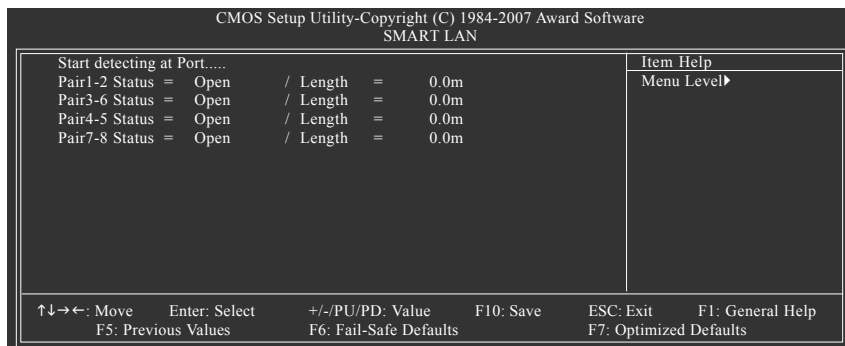 CMOS Setup Utility-Copyright (C) 1984-2007 Award Software
SMART LAN
Start detecting at Port.....
Pair1-2 Status = Open / Length = 0.0m
Pair3-6 Status = Open / Length = 0.0m
Pair4-5 Status = Open / Length = 0.0m
Pair7-8 Status = Open / Length = 0.0m
Item Help
Menu Level▶
↑↓→←: Move Enter: Select +/-/PU/PD: Value F10: Save ESC: Exit F1: General Help
F5: Previous Values F6: Fail-Safe Defaults F7: Optimized Defaults